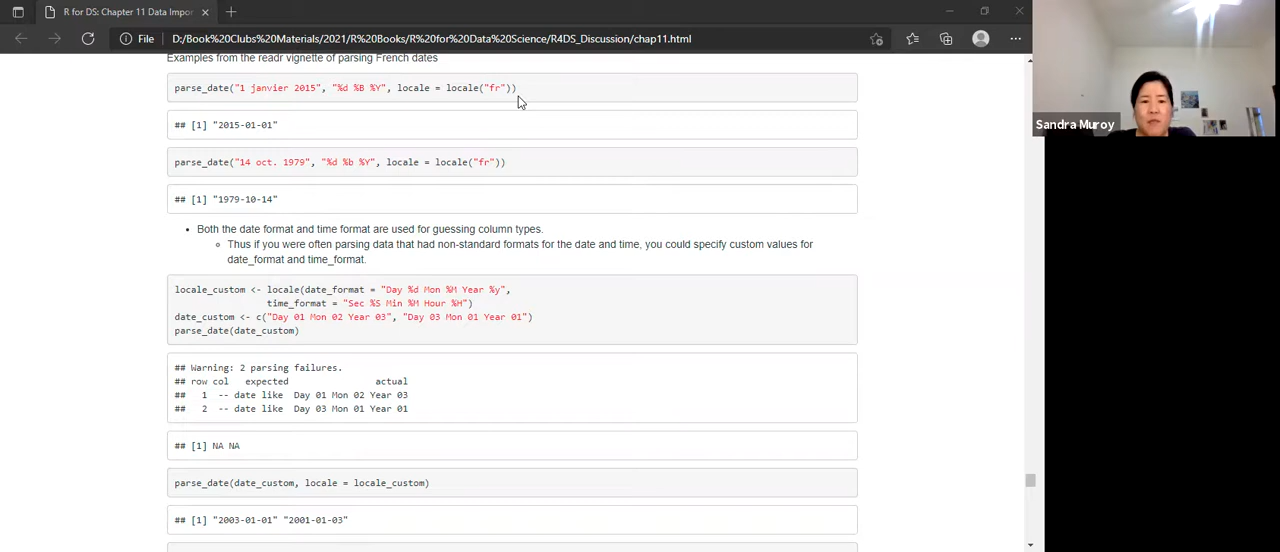 R for DS: Chapter 11 Data Impor
File
D:/Book%20Clubs%20Materials/2021/R%20Books/R%20for%20Data%20Science/R4DS_Discussion/chap11.html
Sandra Muroy
Examples from the readr vignette of parsing French dates
parse_date("1 janvier 2015", "%d %B %Y", locale = locale("fr"))
## [1] "2015-01-01"
parse_date("14 oct. 1979", "%d %b %Y", locale = locale("fr"))
## [1] "1979-10-14"
• Both the date format and time format are used for guessing column types.
◦ Thus if you were often parsing data that had non-standard formats for the date and time, you could specify custom values for
date_format and time_format.
locale_custom <- locale(date_format = "Day %d Mon %M Year %y",
time_format = "Sec %S Min %M Hour %H")
date_custom <- c("Day 01 Mon 02 Year 03", "Day 03 Mon 01 Year 01")
parse_date(date_custom)
## Warning: 2 parsing failures.
## row col expected actual
## 1 -- date like Day 01 Mon 02 Year 03
## 2 -- date like Day 03 Mon 01 Year 01
## [1] NA NA
parse_date(date_custom, locale = locale_custom)
## [1] "2003-01-01" "2001-01-03"